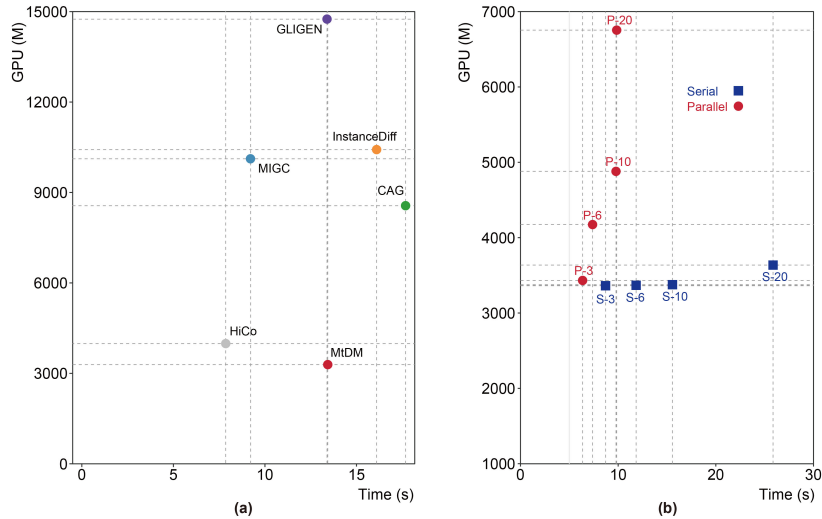 GPU (M)
15000
12000
9000
6000
3000
0
GLIGEN
InstanceDiff
MIGC
CAG
HiCo
MtDM
0
5
10
15
Time (s)
(a)
GPU (M)
7000
6000
5000
4000
3000
2000
1000
P-20
Serial
Parallel
P-10
P-6
P-3
S-3
S-6
S-10
S-20
0
10
20
30
Time (s)
(b)